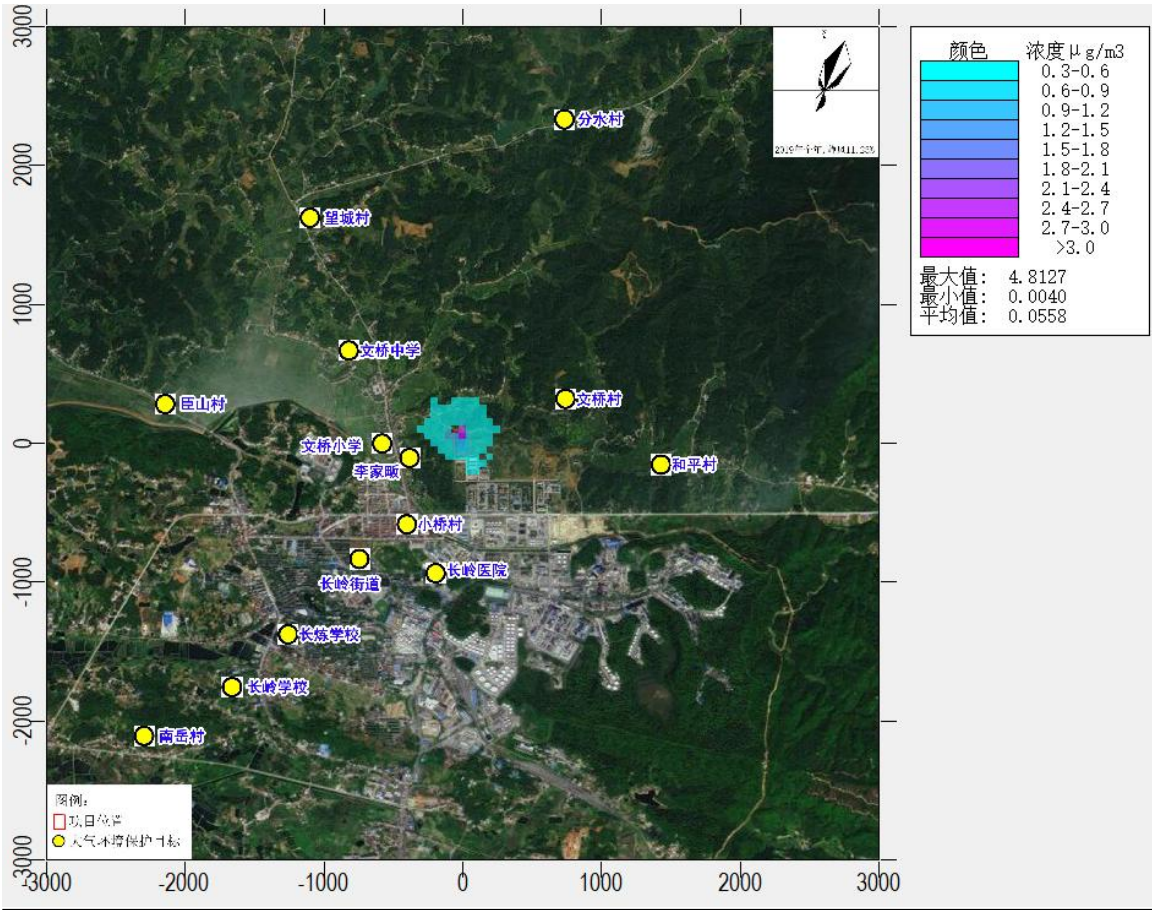 3000
2000
1000
0
-1000
-2000
-3000
-3000
-2000
-1000
0
1000
2000
3000
分水村
望城村
文桥中学
臣山村
文桥村
文桥小学
李家畈
和平村
小桥村
长岭街道
长岭医院
长炼学校
长岭学校
南岳村
图例:
项目位置
大气环境保护目标
颜色 浓度μg/m3
0.3-0.6
0.6-0.9
0.9-1.2
1.2-1.5
1.5-1.8
1.8-2.1
2.1-2.4
2.4-2.7
2.7-3.0
>3.0
最大值: 4.8127
最小值: 0.0040
平均值: 0.0558